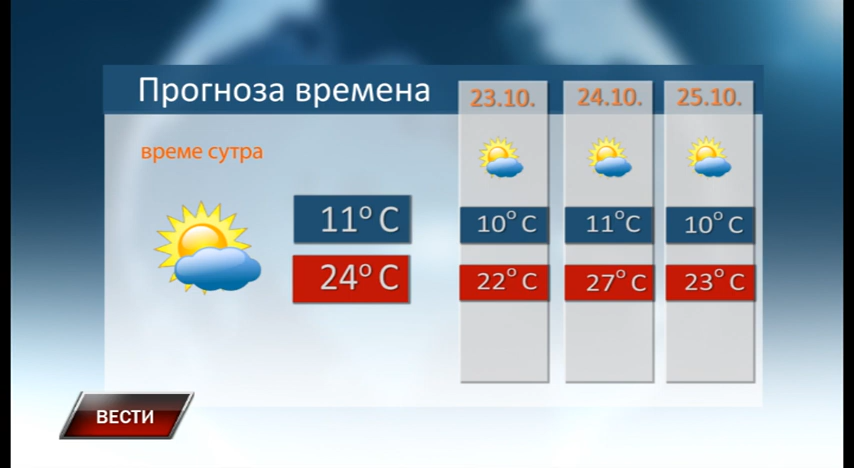 Прогноза времена
време сутра
11° C
24° C
23.10.
10° C
22° C
24.10.
11°C
27° C
25.10.
10° C
23° C
ВЕСТИ